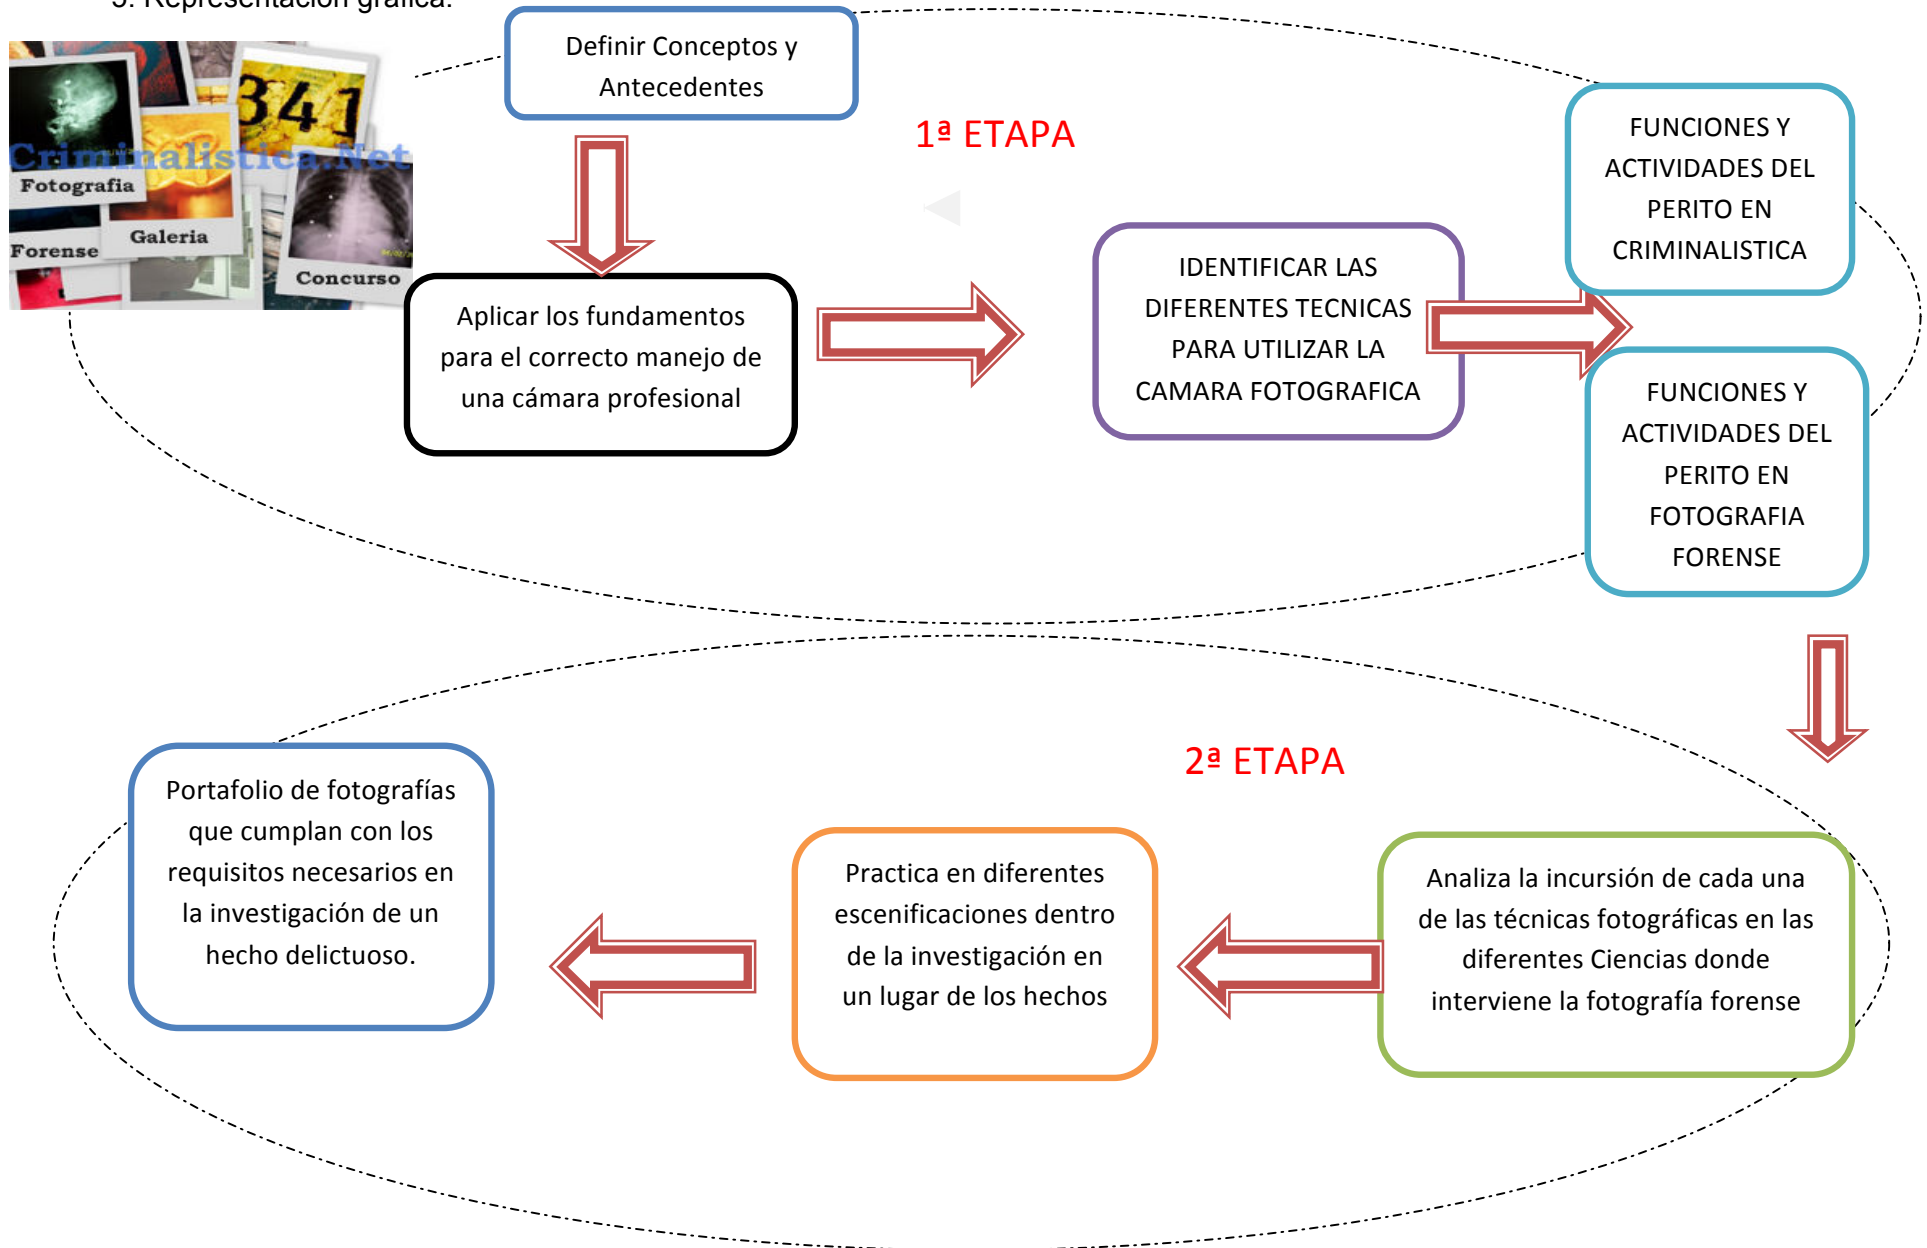 5. Representación gráfica:
Definir Conceptos y
Antecedentes
341
Criminalistica.Net
Fotografia
Forense
Galeria
Concurso
1ª ETAPA
Aplicar los fundamentos
para el correcto manejo de
una cámara profesional
IDENTIFICAR LAS
DIFERENTES TECNICAS
PARA UTILIZAR LA
CAMARA FOTOGRAFICA
FUNCIONES Y
ACTIVIDADES DEL
PERITO EN
CRIMINALISTICA
FUNCIONES Y
ACTIVIDADES DEL
PERITO EN
FOTOGRAFIA
FORENSE
2ª ETAPA
Analiza la incursión de cada una
de las técnicas fotográficas en las
diferentes Ciencias donde
interviene la fotografía forense
Practica en diferentes
escenificaciones dentro
de la investigación en
un lugar de los hechos
Portafolio de fotografías
que cumplan con los
requisitos necesarios en
la investigación de un
hecho delictuoso.